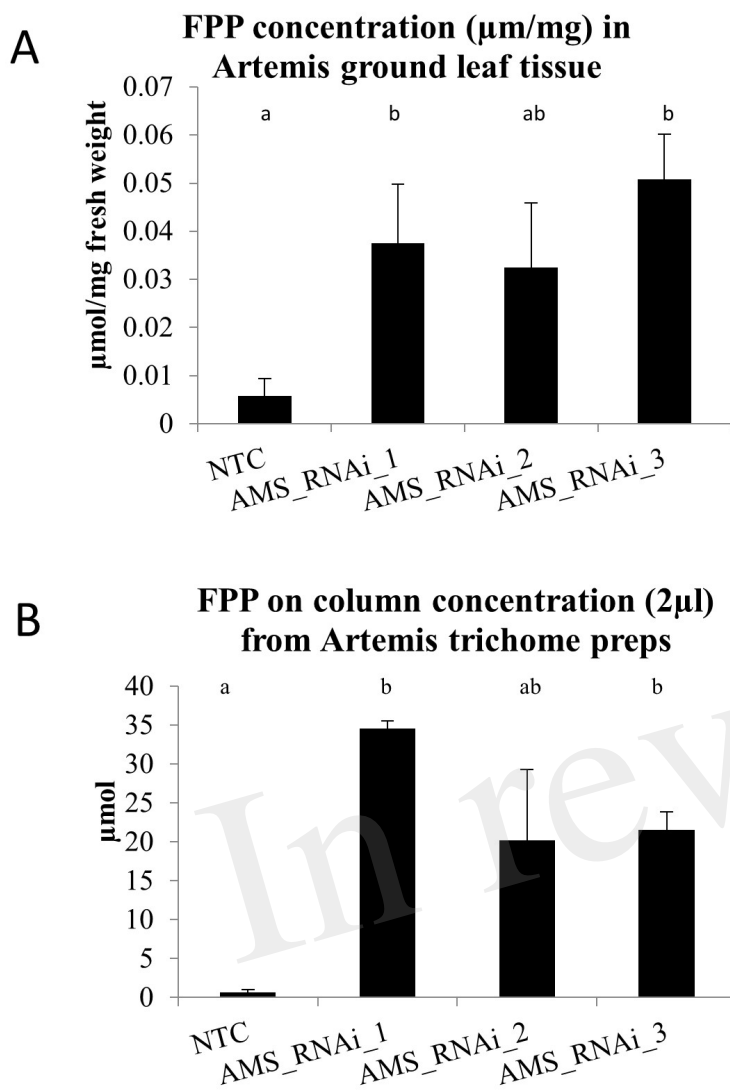 A
FPP concentration (µm/mg) in
Artemis ground leaf tissue
µmol/mg fresh weight
0.07
0.06
0.05
0.04
0.03
0.02
0.01
0
a b ab b
NTC
AMS_RNAi_1
AMS_RNAi_2
AMS_RNAi_3
B
FPP on column concentration (2µl)
from Artemis trichome preps
µmol
40
35
30
25
20
15
10
5
0
a b ab b
NTC
AMS_RNAi_1
AMS_RNAi_2
AMS_RNAi_3
In rev